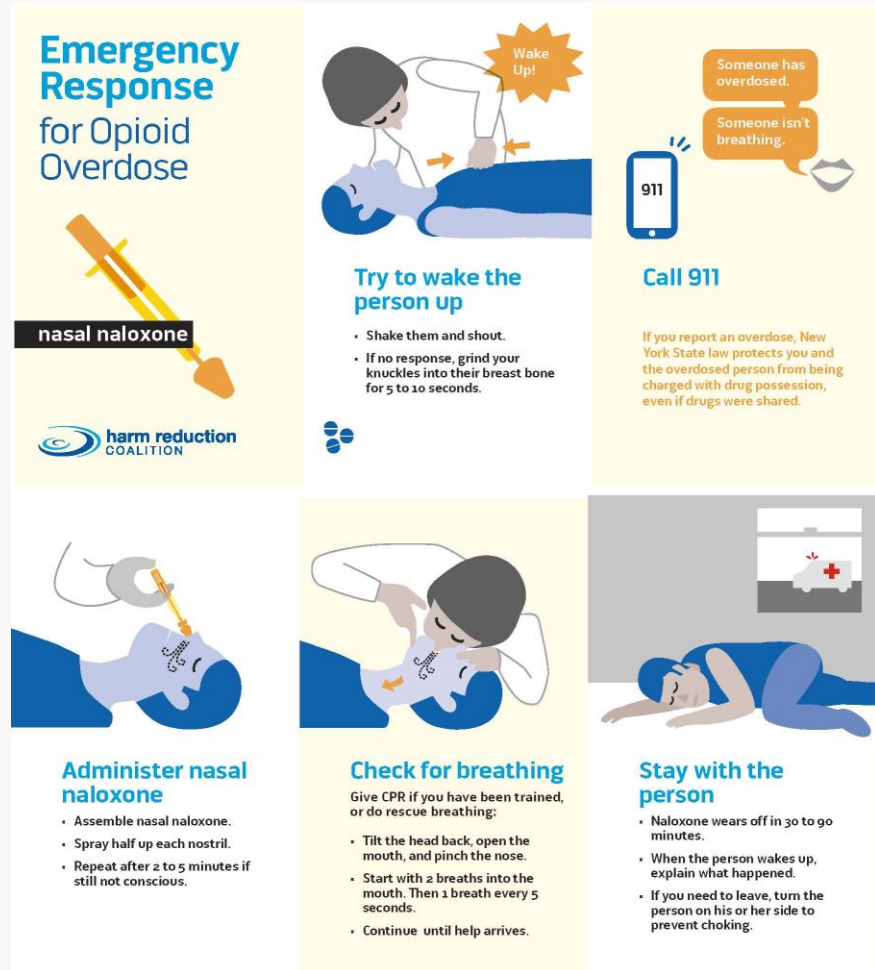 Emergency
Response
for Opioid
Overdose
nasal naloxone
harm reduction
COALITION
Wake
Up!
Try to wake the
person up
• Shake them and shout.
• If no response, grind your
knuckles into their breast bone
for 5 to 10 seconds.
Someone has
overdosed.
Someone isn't
breathing.
911
Call 911
If you report an overdose, New
York State law protects you and
the overdosed person from being
charged with drug possession,
even if drugs were shared.
Administer nasal
naloxone
• Assemble nasal naloxone.
• Spray half up each nostril.
• Repeat after 2 to 5 minutes if
still not conscious.
Check for breathing
Give CPR if you have been trained,
or do rescue breathing:
• Tilt the head back, open the
mouth, and pinch the nose.
• Start with 2 breaths into the
mouth. Then 1 breath every 5
seconds.
• Continue until help arrives.
Stay with the
person
• Naloxone wears off in 30 to 90
minutes.
• When the person wakes up,
explain what happened.
• If you need to leave, turn the
person on his or her side to
prevent choking.